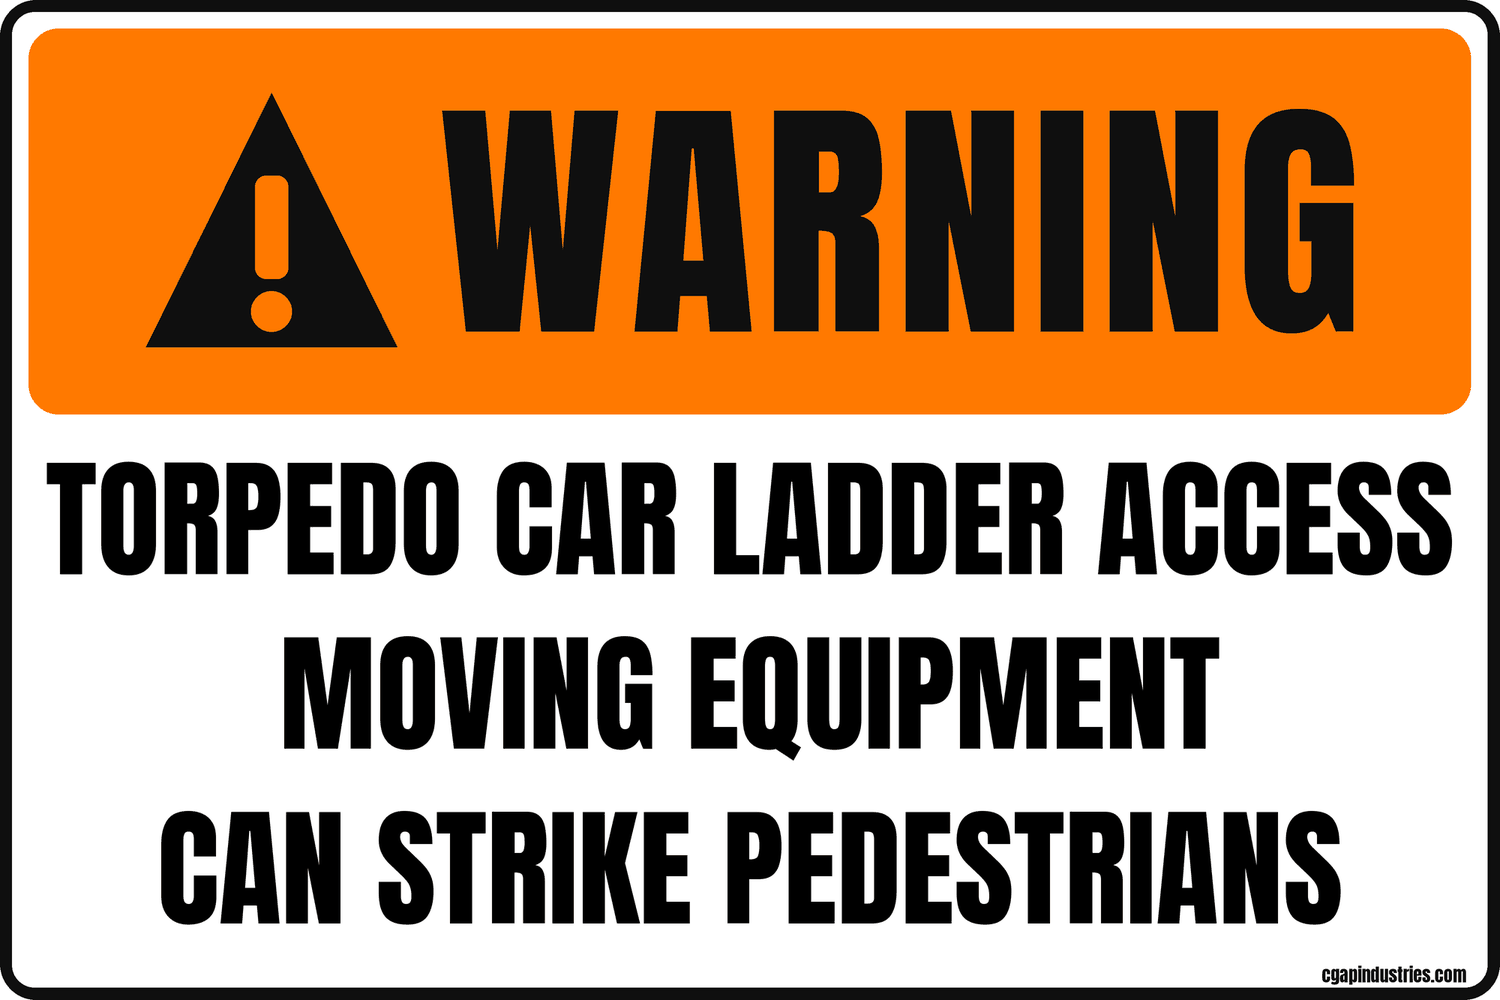 WARNING
TORPEDO CAR LADDER ACCESS
MOVING EQUIPMENT
CAN STRIKE PEDESTRIANS
cgapindustries.com